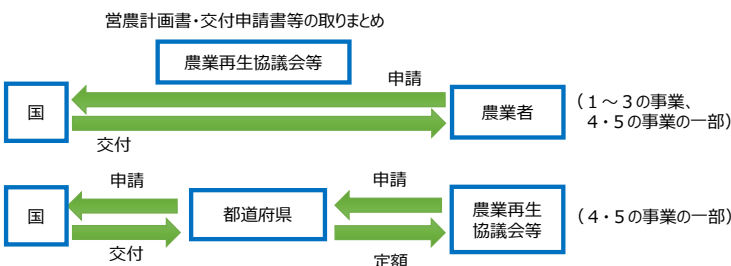 営農計画書・交付申請書等の取りまとめ
農業再生協議会等
申請
国
農業者
（１～３の事業、
４・５の事業の一部）
交付
申請
申請
国
都道府県
農業再生
協議会等
（４・５の事業の一部）
交付
定額